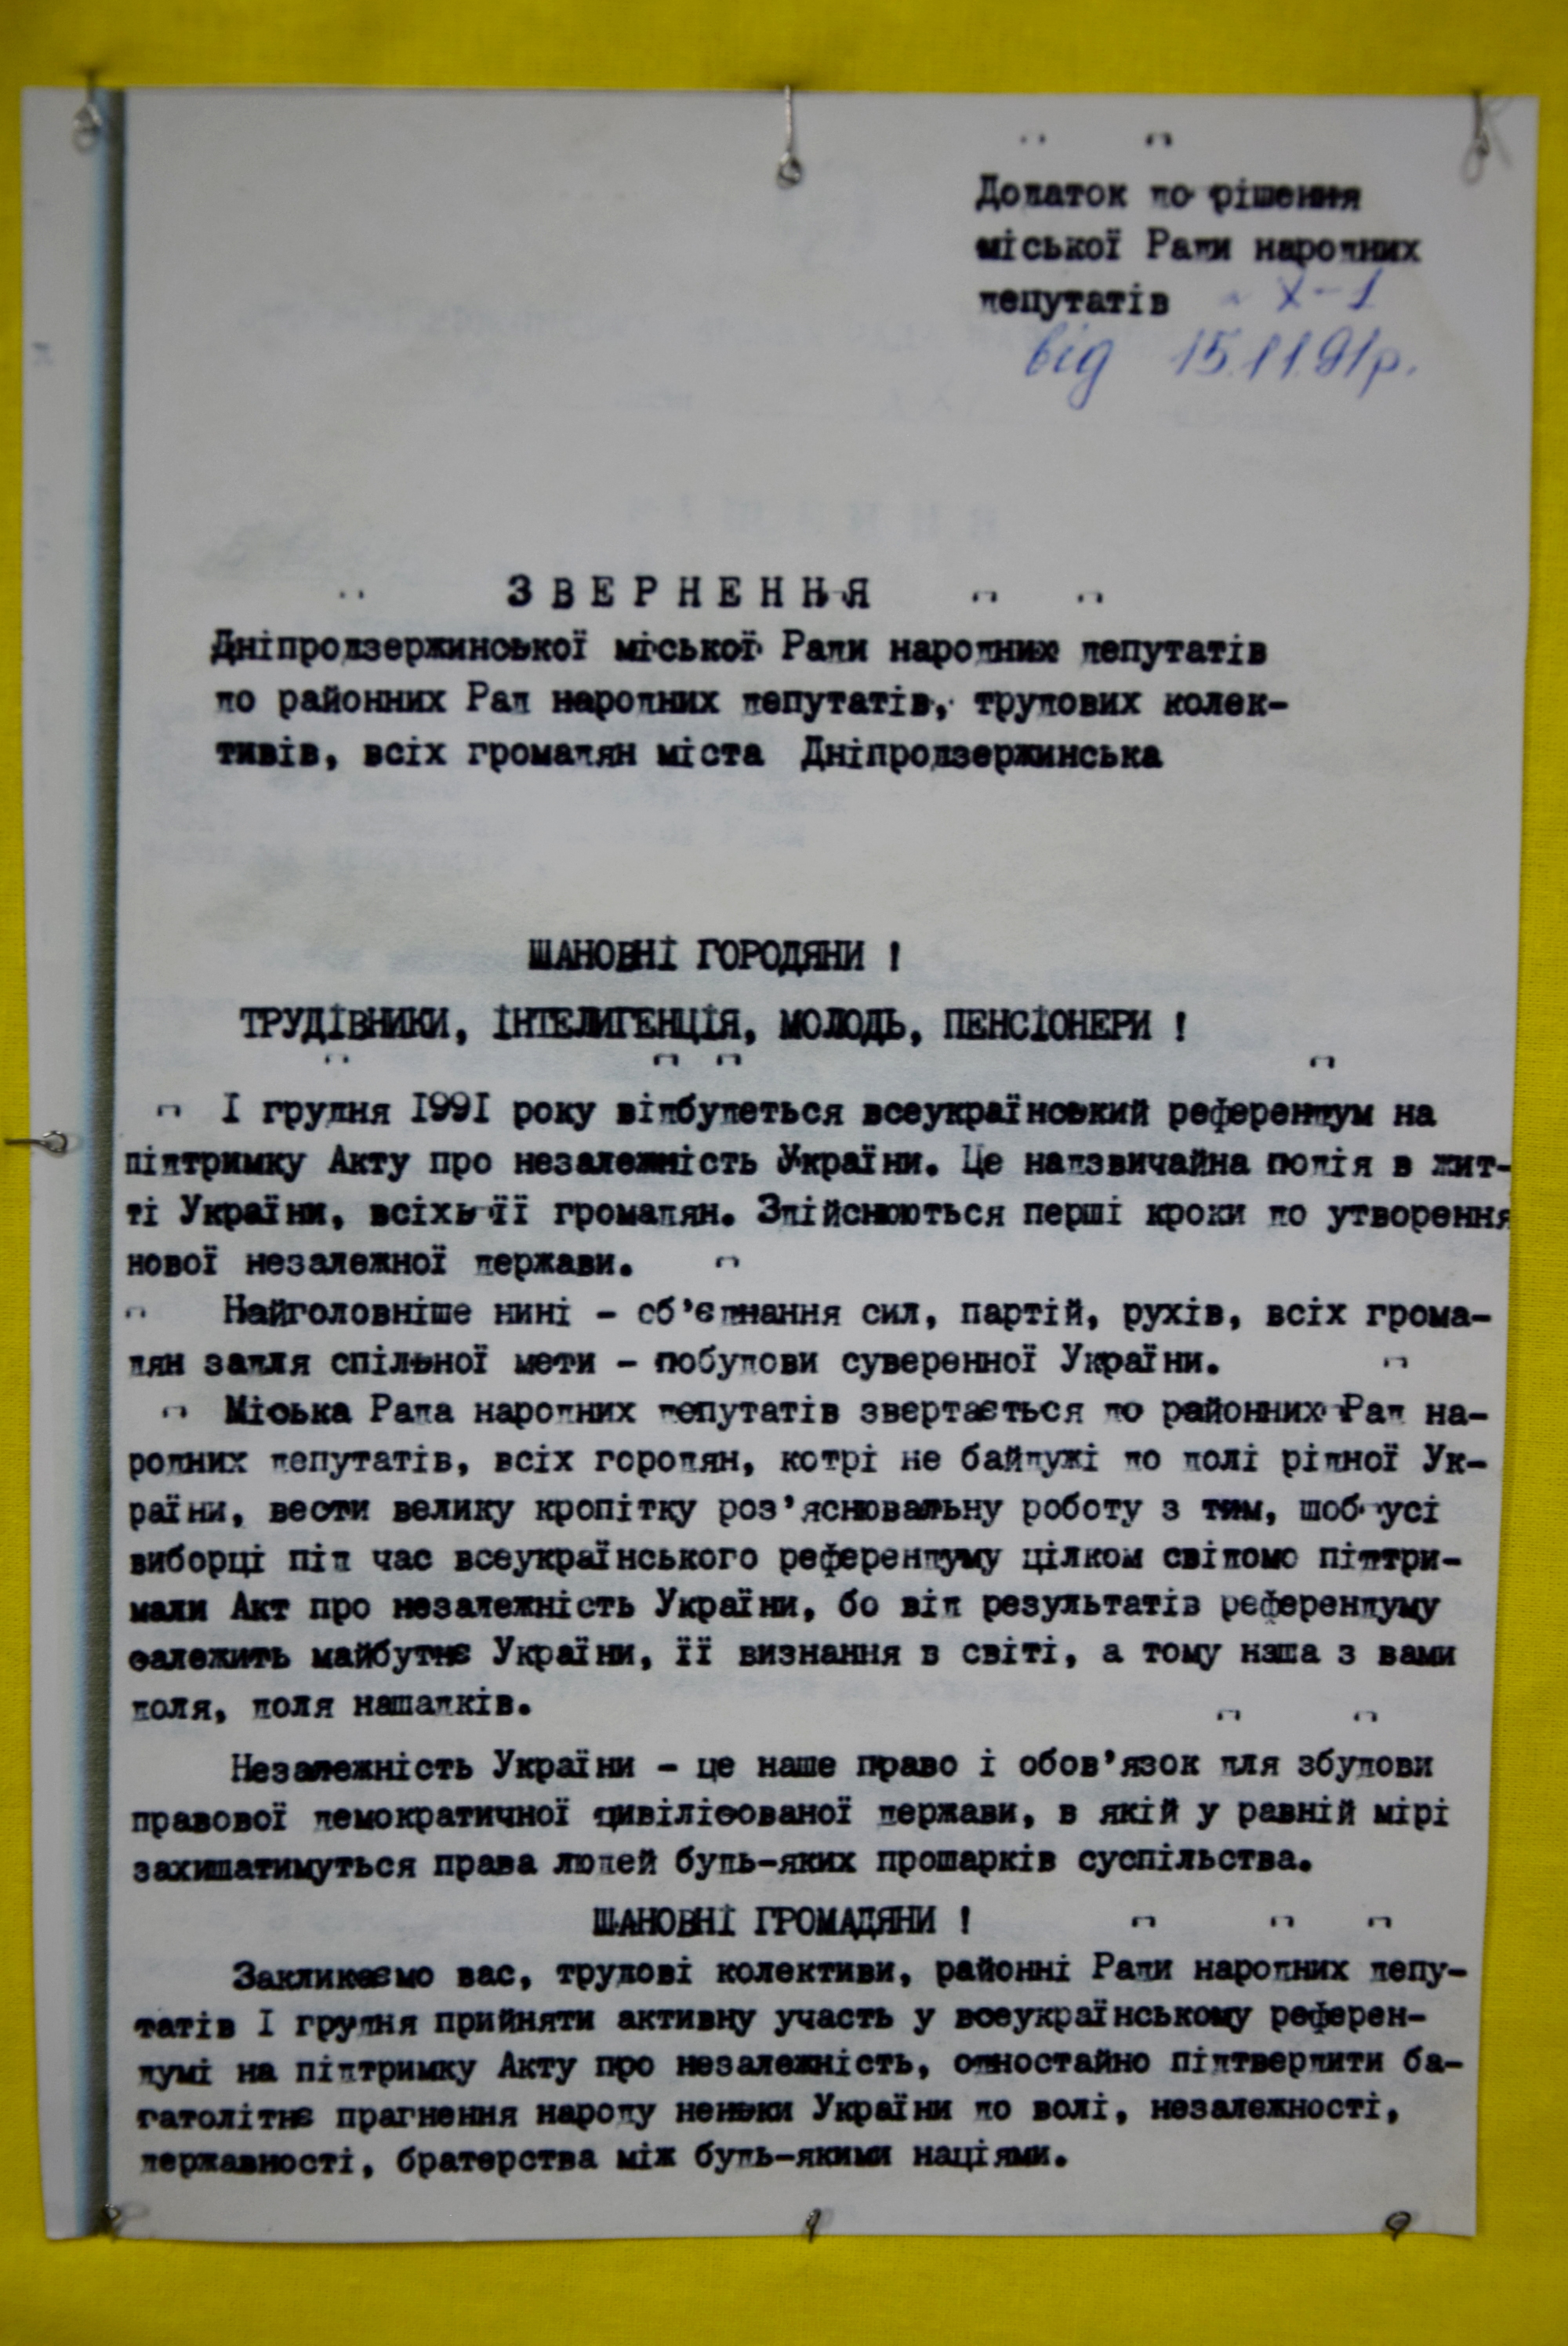 Додаток до рішення
міської Ради народних
депутатів X-1
від 15.11.91р.
ЗВЕРНЕННЯ
Дніпродзержинської міської Ради народних депутатів
до районних Рад народних депутатів, трудових колек-
тивів, всіх громадян міста Дніпродзержинська
ШАНОВНІ ГОРОДЯНИ !
ТРУДІВНИКИ, ІНТЕЛИГЕНЦІЯ, МОЛОДЬ, ПЕНСІОНЕРИ !
І грудня І99І року відбудеться всеукраїнський референдум на
підтримку Акту про незалежність України. Це надзвичайна подія в жит-
ті України, всіх її громадян. Здійснюються перші кроки до утворення
нової незалежної держави.
Найголовніше нині - об'єднання сил, партій, рухів, всіх грома-
дян задля спільної мети - побудови суверенної України.
Міська Рада народних депутатів звертається до районних Рад на-
родних депутатів, всіх городян, котрі не байдужі до долі рідної Ук-
раїни, вести велику кропітку роз'яснювальну роботу з тим, щоб усі
виборці під час всеукраїнського референдуму цілком свідомо підтри-
мали Акт про незалежність України, бо від результатів референдуму
залежить майбутнє України, її визнання в світі, а тому наша з вами
доля, доля нащадків.
Незалежність України - це наше право і обов'язок для збудови
правової демократичної цивілізованої держави, в якій у равній мірі
захищатимуться права людей будь-яких прошарків суспільства.
ШАНОВНІ ГРОМАДЯНИ !
Закликаємо вас, трудові колективи, районні Ради народних депу-
татів І грудня прийняти активну участь у всеукраїнському референ-
думі на підтримку Акту про незалежність, одностайно підтвердити ба-
гатолітнє прагнення народу неньки України до волі, незалежності,
державності, братерства між будь-якими націями.